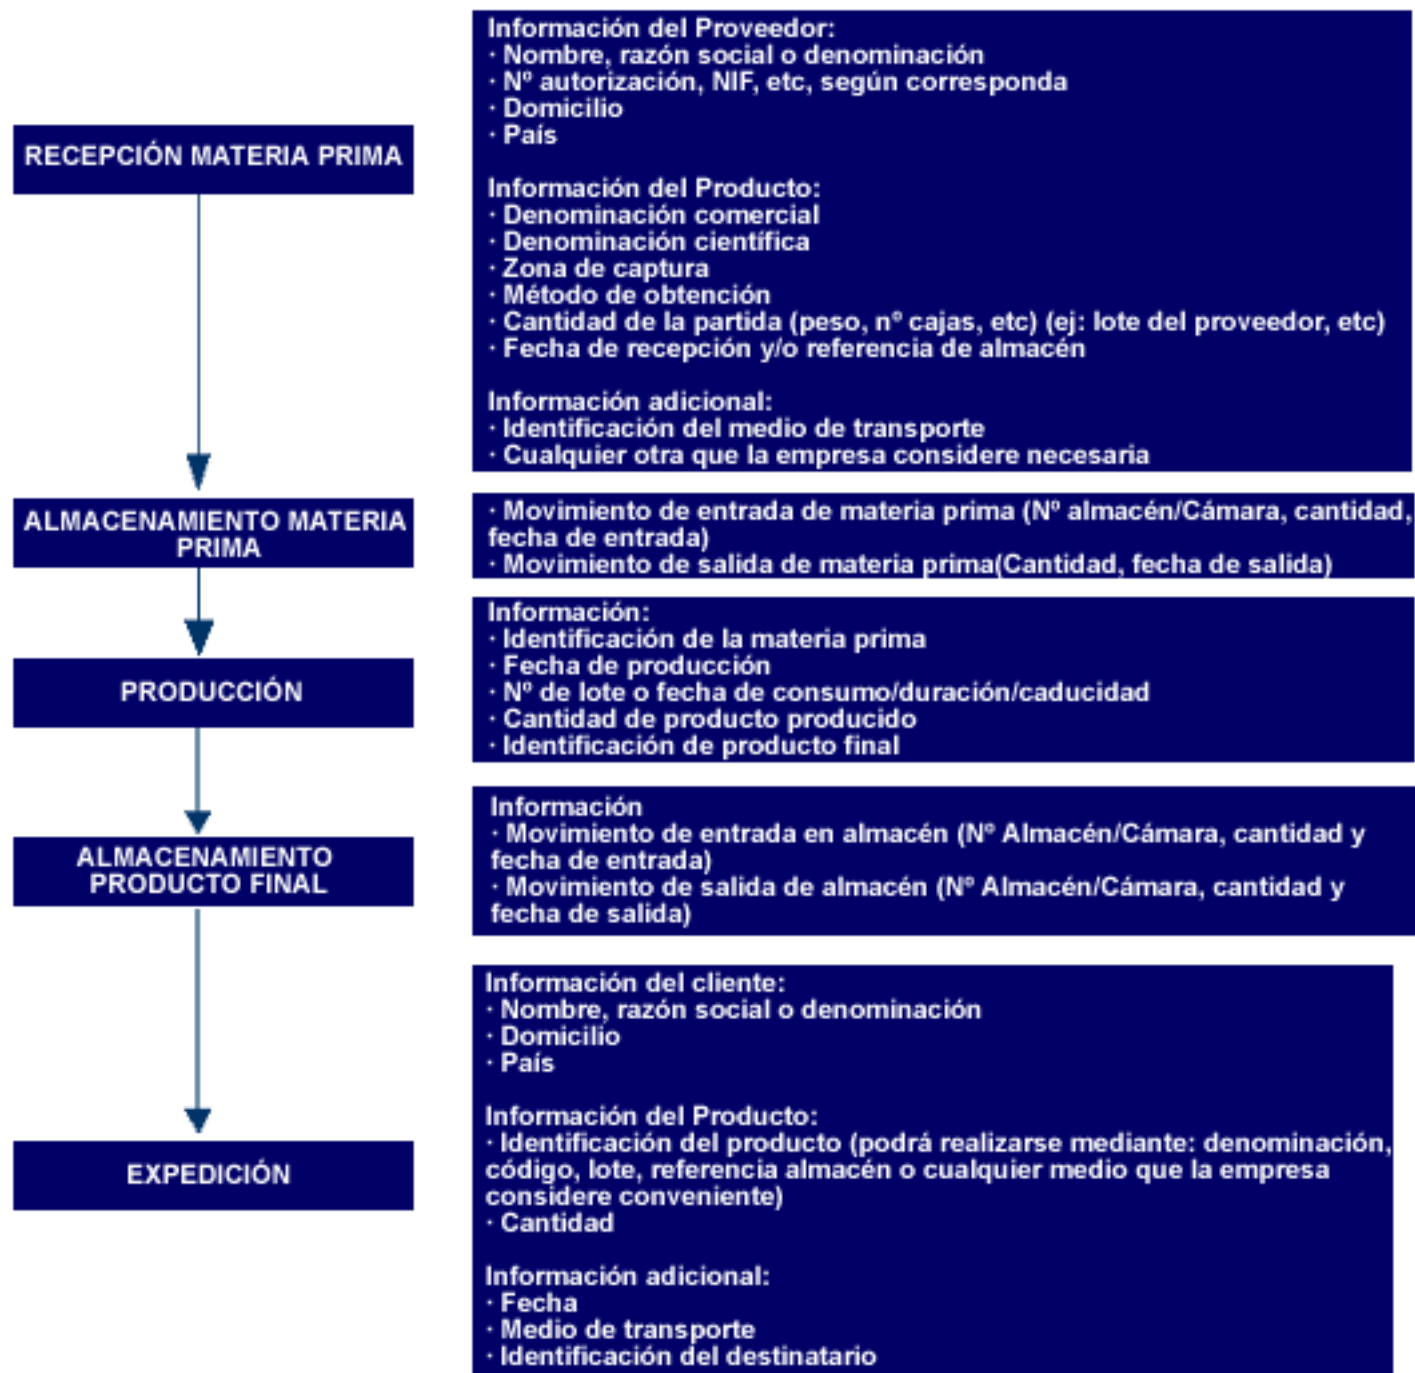 Información del Proveedor:
· Nombre, razón social o denominación
· Nº autorización, NIF, etc, según corresponda
· Domicilio
· País
RECEPCIÓN MATERIA PRIMA
Información del Producto:
· Denominación comercial
· Denominación científica
· Zona de captura
· Método de obtención
· Cantidad de la partida (peso, nº cajas, etc) (ej: lote del proveedor, etc)
· Fecha de recepción y/o referencia de almacén
Información adicional:
· Identificación del medio de transporte
· Cualquier otra que la empresa considere necesaria
ALMACENAMIENTO MATERIA
PRIMA
· Movimiento de entrada de materia prima (Nº almacén/Cámara, cantidad,
fecha de entrada)
· Movimiento de salida de materia prima(Cantidad, fecha de salida)
PRODUCCIÓN
Información:
· Identificación de la materia prima
· Fecha de producción
· Nº de lote o fecha de consumo/duración/caducidad
· Cantidad de producto producido
· Identificación de producto final
ALMACENAMIENTO
PRODUCTO FINAL
Información
· Movimiento de entrada en almacén (Nº Almacén/Cámara, cantidad y
fecha de entrada)
· Movimiento de salida de almacén (Nº Almacén/Cámara, cantidad y
fecha de salida)
EXPEDICIÓN
Información del cliente:
· Nombre, razón social o denominación
· Domicilio
· País
Información del Producto:
· Identificación del producto (podrá realizarse mediante: denominación,
código, lote, referencia almacén o cualquier medio que la empresa
considere conveniente)
· Cantidad
Información adicional:
· Fecha
· Medio de transporte
· Identificación del destinatario